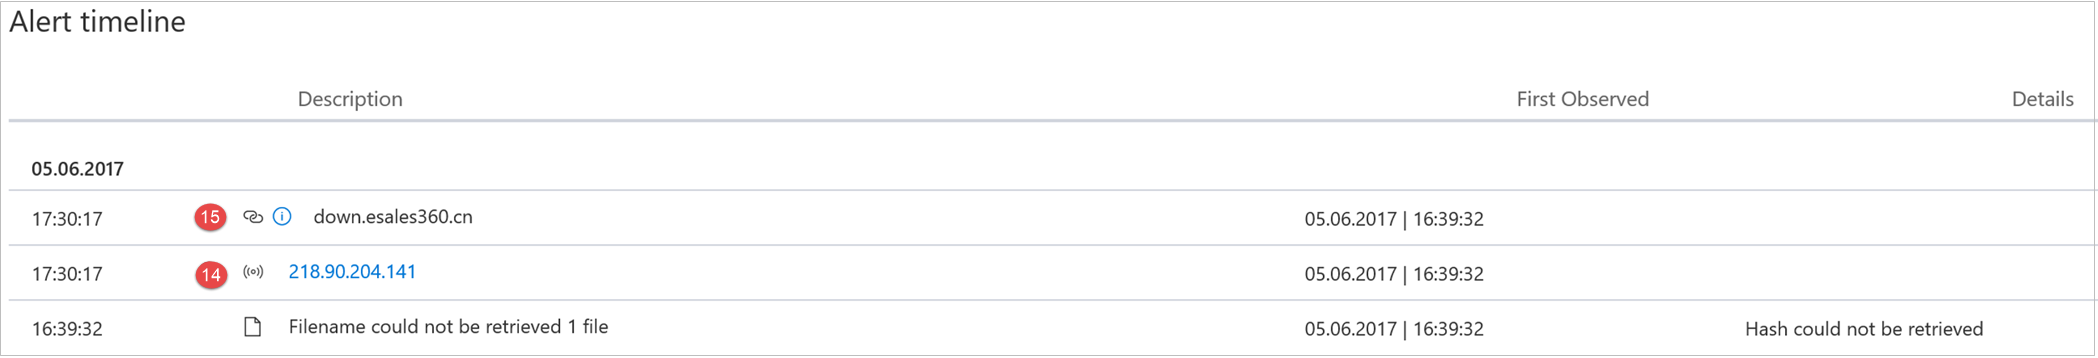 Alert timeline
Description First Observed Details
05.06.2017
17:30:17 15 down.esales360.cn 05.06.2017 | 16:39:32
17:30:17 14 218.90.204.141 05.06.2017 | 16:39:32
16:39:32 Filename could not be retrieved 1 file 05.06.2017 | 16:39:32 Hash could not be retrieved